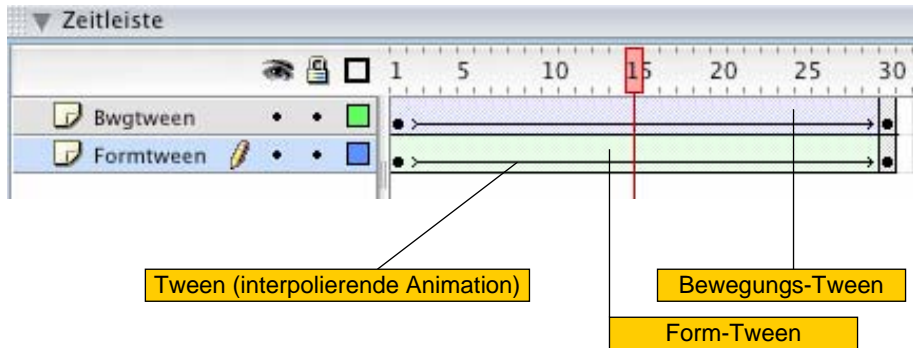 Zeitleiste
1 5 10 15 20 25 30
Bwgtween
Formtween
Tween (interpolierende Animation)
Bewegungs-Tween
Form-Tween